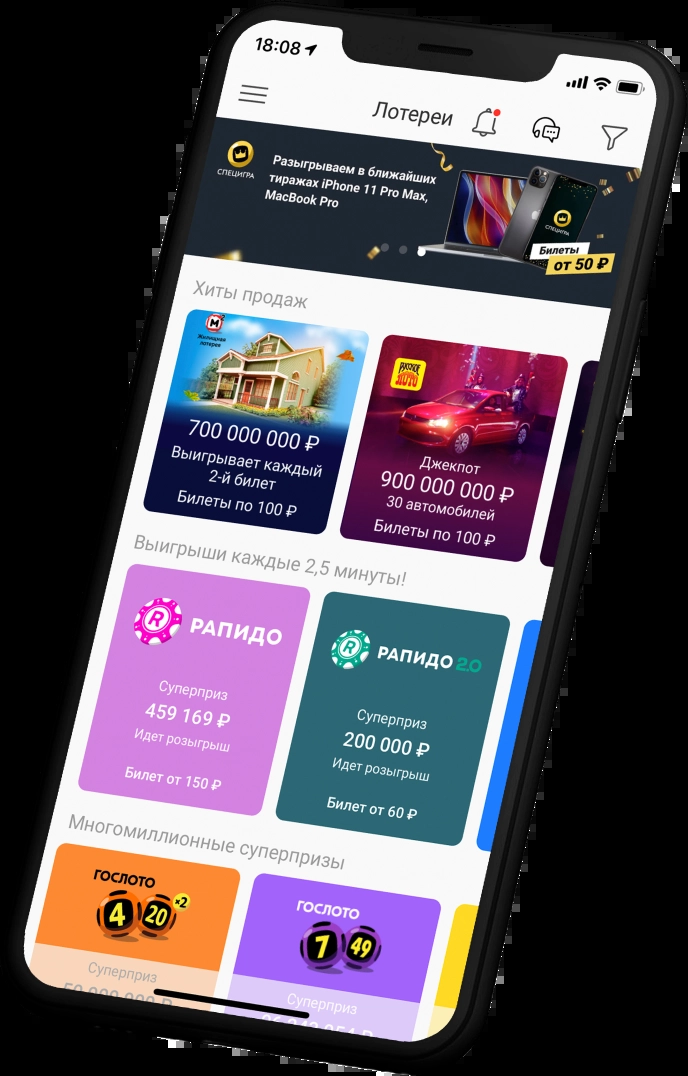 18:08
Лотереи
СПЕЦИГРА
Разыгрываем в ближайших
тиражах iPhone 11 Pro Max,
MacBook Pro
СПЕЦИГРА
Билеты
от 50 ₽
Хиты продаж
Жилищная
лотерея
700 000 000 ₽
Выигрывает каждый
2-й билет
Билеты по 100 ₽
РУССКОЕ
ЛОТО
Джекпот
900 000 000 ₽
30 автомобилей
Билеты по 100 ₽
Выигрыши каждые 2,5 минуты!
R РАПИДО
Суперприз
459 169 ₽
Идет розыгрыш
Билет от 150 ₽
R РАПИДО 2.0
Суперприз
200 000 ₽
Идет розыгрыш
Билет от 60 ₽
Многомиллионные суперпризы
ГОСЛОТО
4 20 x2
Суперприз
ГОСЛОТО
7 49
Суперприз